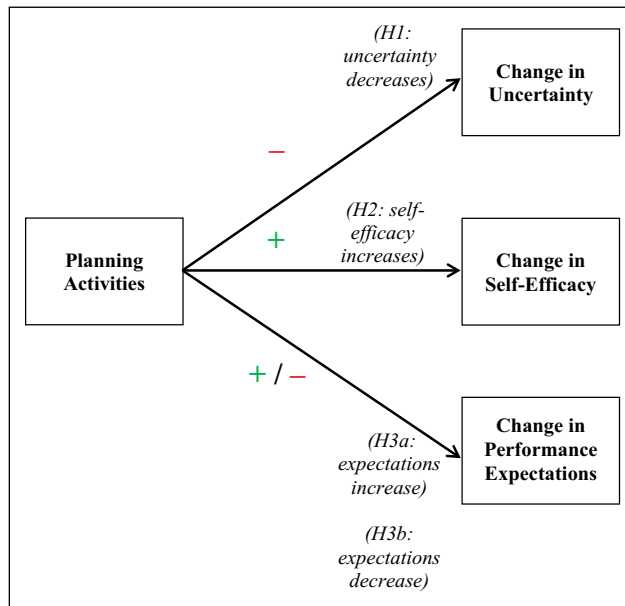 (H1:
uncertainty
decreases)
Change in
Uncertainty
−
Planning
Activities
+
(H2: self-
efficacy
increases)
Change in
Self-Efficacy
+ / −
(H3a:
expectations
increase)
Change in
Performance
Expectations
(H3b:
expectations
decrease)